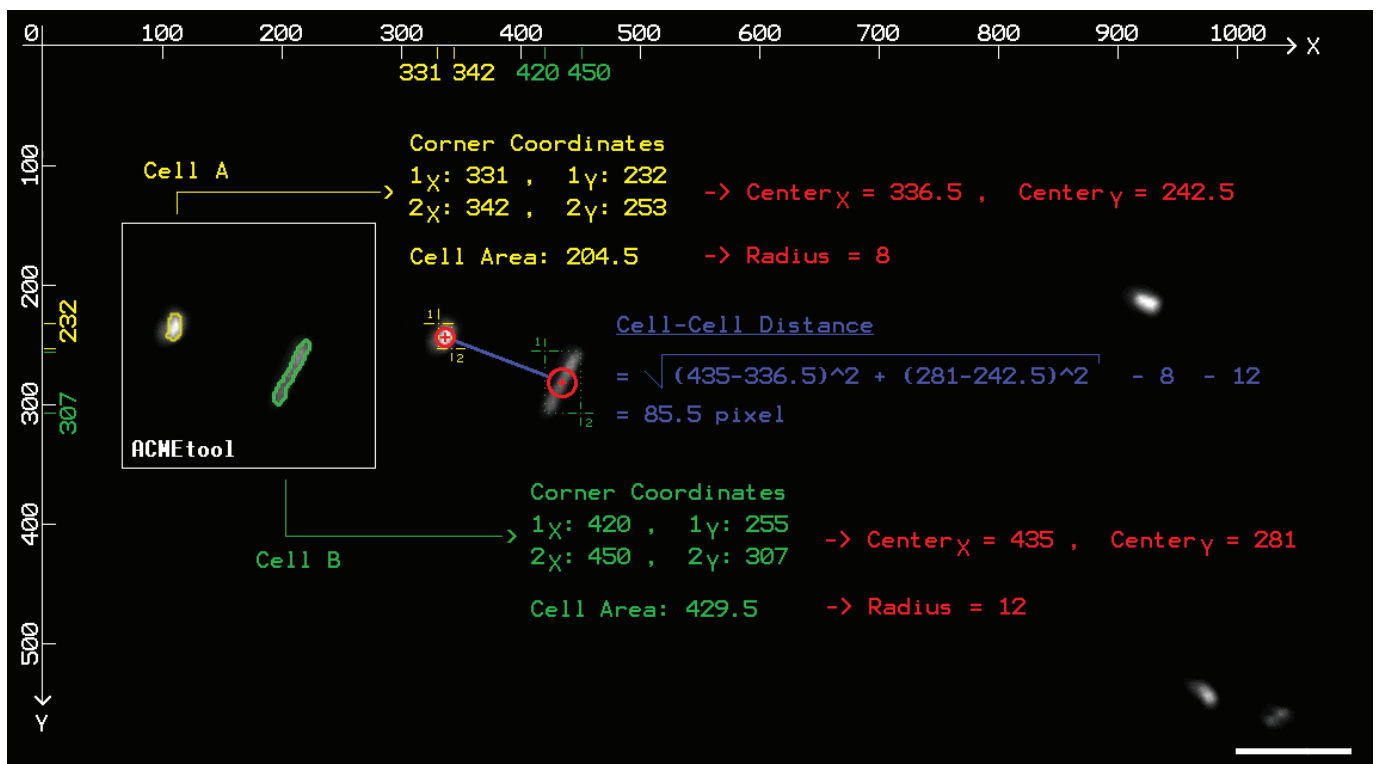 0 100 200 300 400 500 600 700 800 900 1000 X
331 342 420 450
100
200
232
300
307
400
500
Y
Cell A
Corner Coordinates
1X: 331 , 1Y: 232
2X: 342 , 2Y: 253
-> CenterX = 336.5 , CenterY = 242.5
Cell Area: 204.5 -> Radius = 8
ACMEtool
1
2
1
2
Cell-Cell Distance
= √(435-336.5)^2 + (281-242.5)^2 - 8 - 12
= 85.5 pixel
Cell B
Corner Coordinates
1X: 420 , 1Y: 255
2X: 450 , 2Y: 307
-> CenterX = 435 , CenterY = 281
Cell Area: 429.5 -> Radius = 12